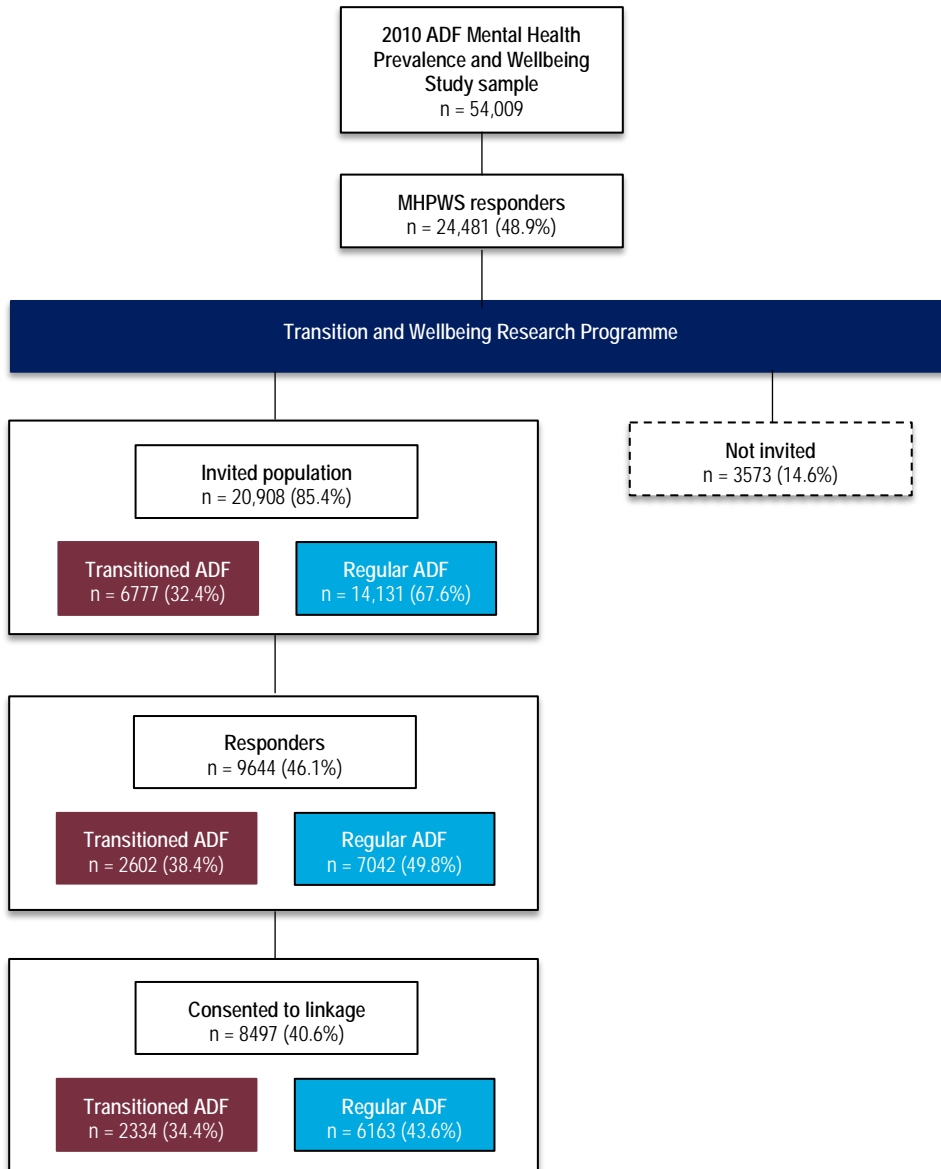 2010 ADF Mental Health
Prevalence and Wellbeing
Study sample
n = 54,009
MHPWS responders
n = 24,481 (48.9%)
Transition and Wellbeing Research Programme
Invited population
n = 20,908 (85.4%)
Not invited
n = 3573 (14.6%)
Transitioned ADF
n = 6777 (32.4%)
Regular ADF
n = 14,131 (67.6%)
Responders
n = 9644 (46.1%)
Transitioned ADF
n = 2602 (38.4%)
Regular ADF
n = 7042 (49.8%)
Consented to linkage
n = 8497 (40.6%)
Transitioned ADF
n = 2334 (34.4%)
Regular ADF
n = 6163 (43.6%)